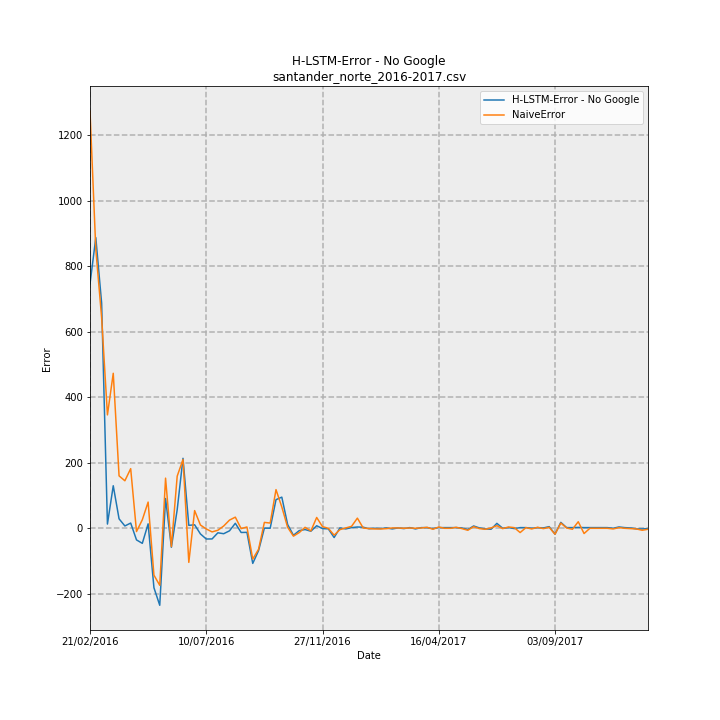 H-LSTM-Error - No Google
santander_norte_2016-2017.csv
H-LSTM-Error - No Google
NaiveError
Error
1200
1000
800
600
400
200
0
−200
21/02/2016
10/07/2016
27/11/2016
16/04/2017
03/09/2017
Date